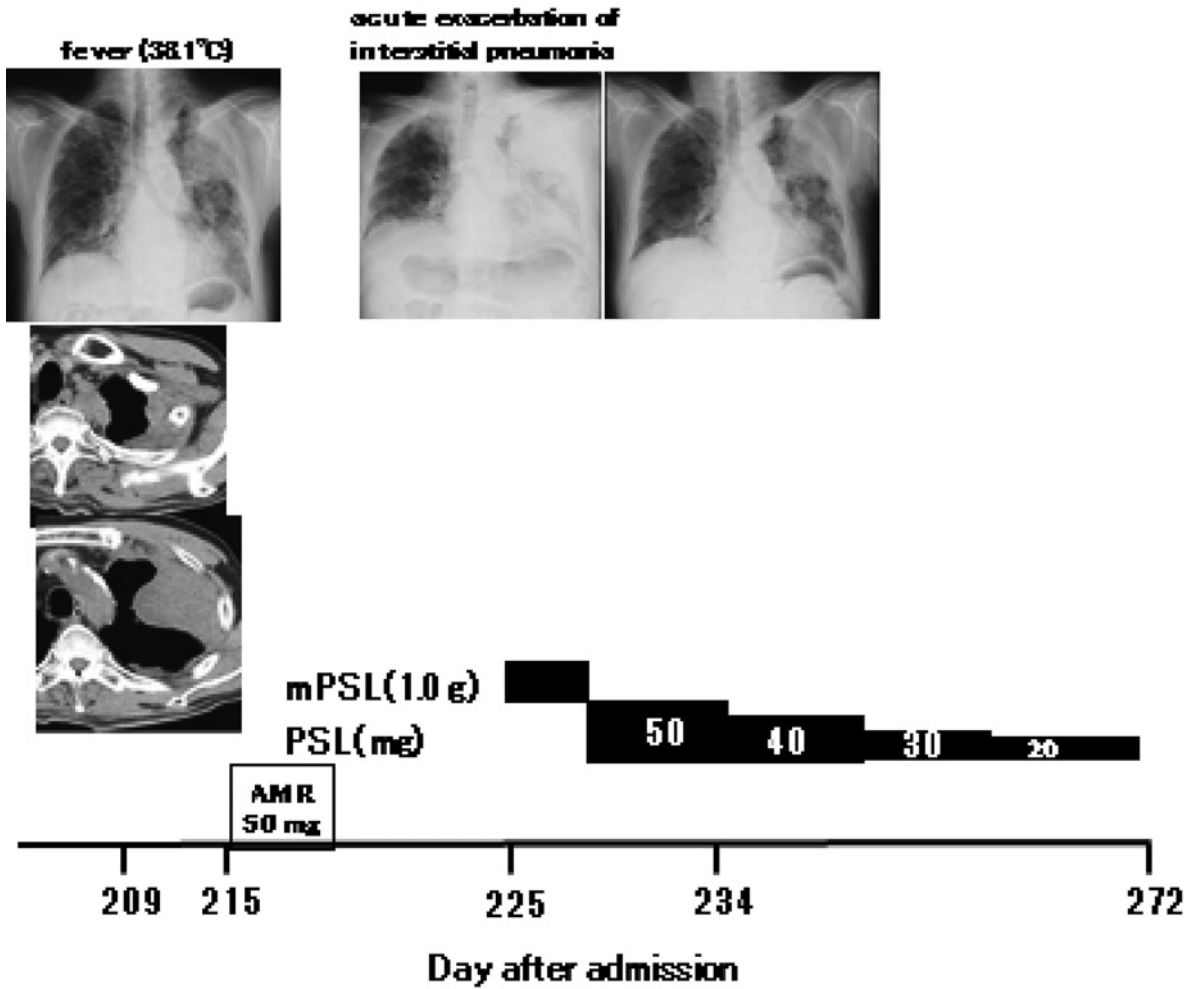 fever (38.1°C)
acute exacerbation of
interstitial pneumonia
mPSL(1.0 g)
PSL(mg)
50
40
30
20
AMR
50 mg
209
215
225
234
272
Day after admission